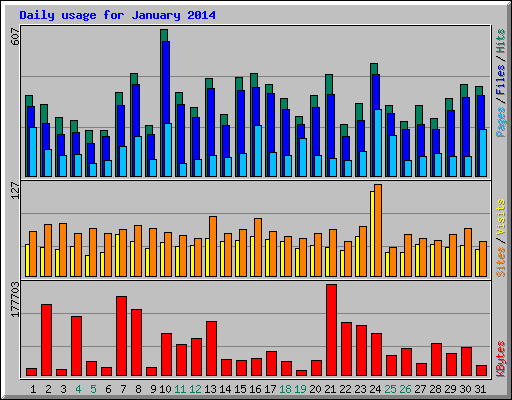 Daily usage for January 2014
607
Pages / Files / Hits
127
Sites / Visits
177703
KBytes
1 2 3 4 5 6 7 8 9 10 11 12 13 14 15 16 17 18 19 20 21 22 23 24 25 26 27 28 29 30 31